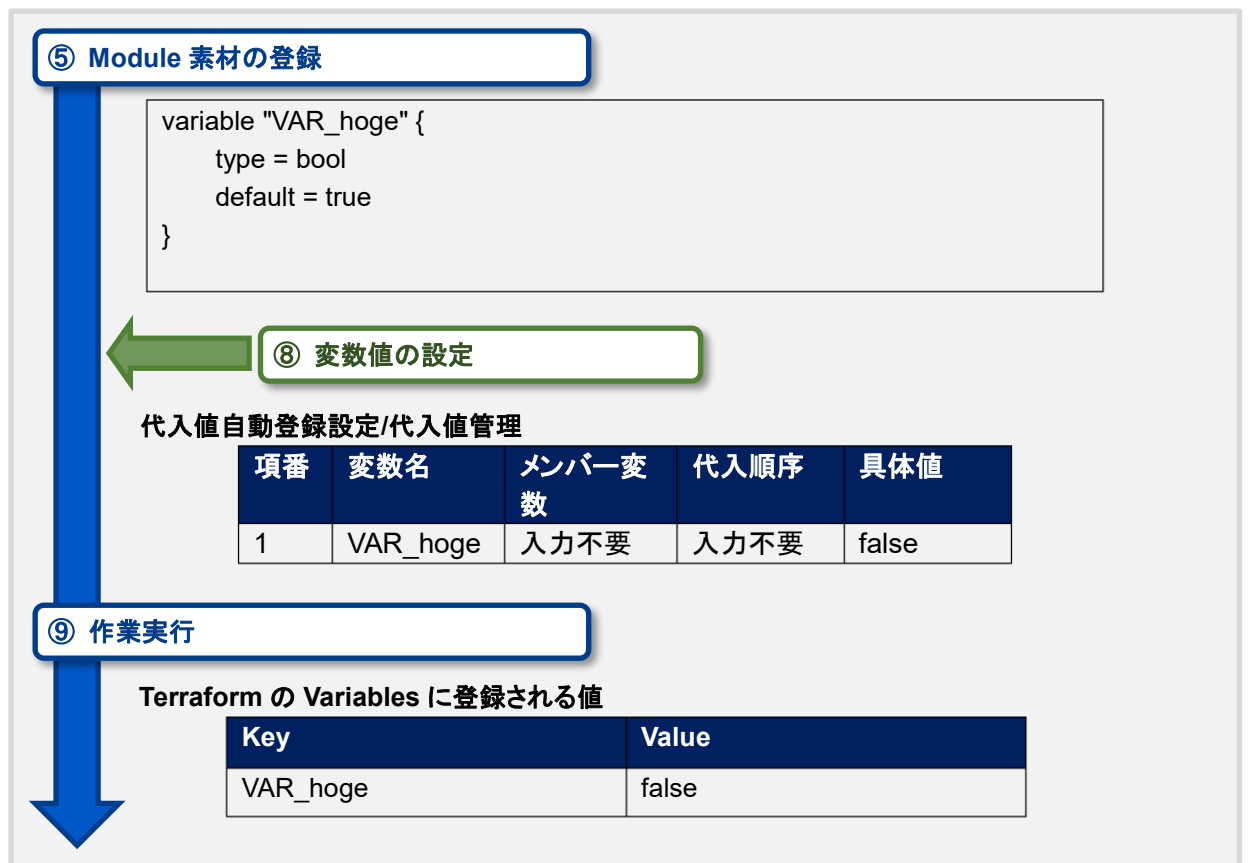 ⑤ Module 素材の登録
variable "VAR_hoge" {
type = bool
default = true
}
⑧ 変数値の設定
代入値自動登録設定/代入値管理
項番 変数名 メンバー変数 代入順序 具体値
1 VAR_hoge 入力不要 入力不要 false
⑨ 作業実行
Terraform の Variables に登録される値
Key Value
VAR_hoge false